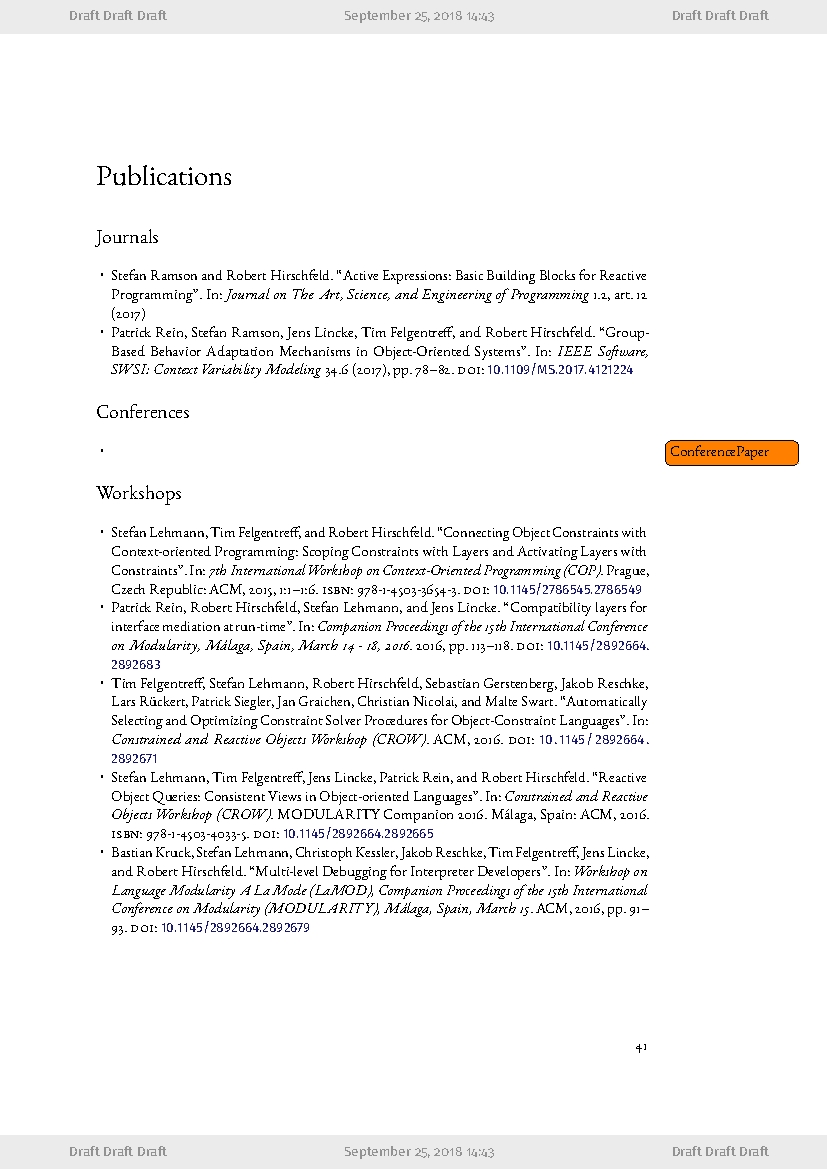 Draft Draft Draft September 25, 2018 14:43 Draft Draft Draft
Publications
Journals
• Stefan Ramson and Robert Hirschfeld. “Active Expressions: Basic Building Blocks for Reactive
Programming”. In: Journal on The Art, Science, and Engineering of Programming 1.2, art. 12
(2017)
• Patrick Rein, Stefan Ramson, Jens Lincke, Tim Felgentreff, and Robert Hirschfeld. “Group-
Based Behavior Adaptation Mechanisms in Object-Oriented Systems”. In: IEEE Software,
SWSI: Context Variability Modeling 34.6 (2017), pp. 78–82. DOI: 10.1109/MS.2017.4121224
Conferences
•
ConferencePaper
Workshops
• Stefan Lehmann, Tim Felgentreff, and Robert Hirschfeld. “Connecting Object Constraints with
Context-oriented Programming: Scoping Constraints with Layers and Activating Layers with
Constraints”. In: 7th International Workshop on Context-Oriented Programming (COP). Prague,
Czech Republic: ACM, 2015, 1:1–1:6. ISBN: 978-1-4503-3654-3. DOI: 10.1145/2786545.2786549
• Patrick Rein, Robert Hirschfeld, Stefan Lehmann, and Jens Lincke. “Compatibility layers for
interface mediation at run-time”. In: Companion Proceedings of the 15th International Conference
on Modularity, Málaga, Spain, March 14 - 18, 2016. 2016, pp. 113–118. DOI: 10.1145/2892664.
2892683
• Tim Felgentreff, Stefan Lehmann, Robert Hirschfeld, Sebastian Gerstenberg, Jakob Reschke,
Lars Rückert, Patrick Siegler, Jan Graichen, Christian Nicolai, and Malte Swart. “Automatically
Selecting and Optimizing Constraint Solver Procedures for Object-Constraint Languages”. In:
Constrained and Reactive Objects Workshop (CROW). ACM, 2016. DOI: 10.1145/2892664.
2892671
• Stefan Lehmann, Tim Felgentreff, Jens Lincke, Patrick Rein, and Robert Hirschfeld. “Reactive
Object Queries: Consistent Views in Object-oriented Languages”. In: Constrained and Reactive
Objects Workshop (CROW). MODULARITY Companion 2016. Málaga, Spain: ACM, 2016.
ISBN: 978-1-4503-4033-5. DOI: 10.1145/2892664.2892665
• Bastian Kruck, Stefan Lehmann, Christoph Kessler, Jakob Reschke, Tim Felgentreff, Jens Lincke,
and Robert Hirschfeld. “Multi-level Debugging for Interpreter Developers”. In: Workshop on
Language Modularity A La Mode (LaMOD), Companion Proceedings of the 15th International
Conference on Modularity (MODULARITY), Málaga, Spain, March 15. ACM, 2016, pp. 91–
93. DOI: 10.1145/2892664.2892679
41
Draft Draft Draft September 25, 2018 14:43 Draft Draft Draft